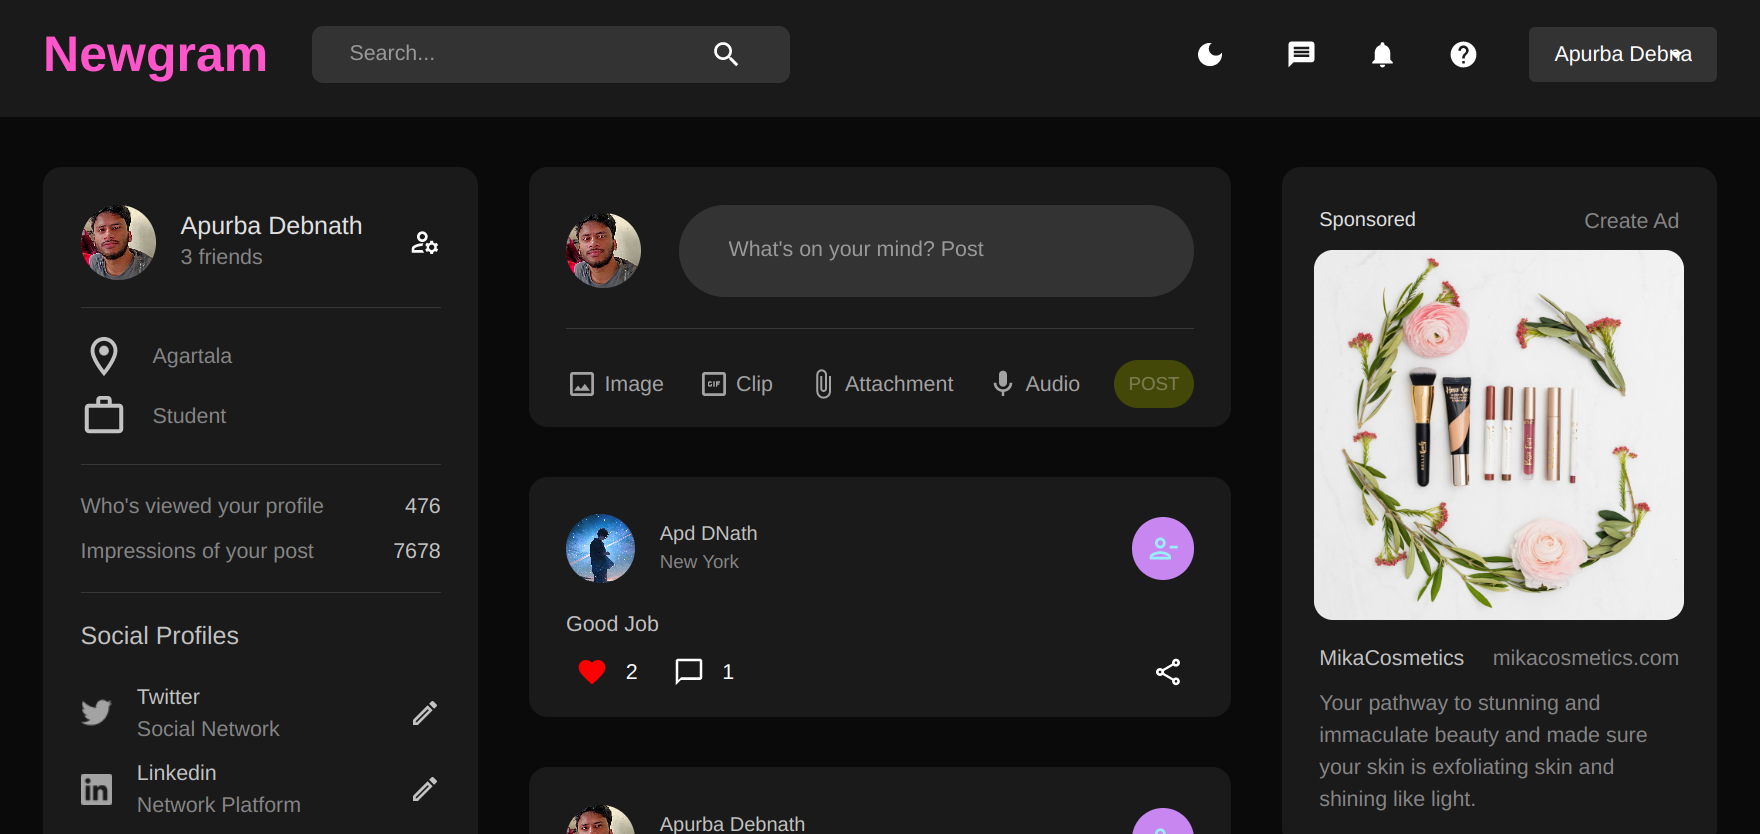 Newgram
Search...
Apurba Debna
Apurba Debnath
3 friends
Agartala
Student
Who's viewed your profile 476
Impressions of your post 7678
Social Profiles
Twitter
Social Network
Linkedin
Network Platform
What's on your mind? Post
Image
GIF
Clip
Attachment
Audio
POST
Apd DNath
New York
Good Job
2
1
Apurba Debnath
Sponsored
Create Ad
MikaCosmetics
mikacosmetics.com
Your pathway to stunning and
immaculate beauty and made sure
your skin is exfoliating skin and
shining like light.